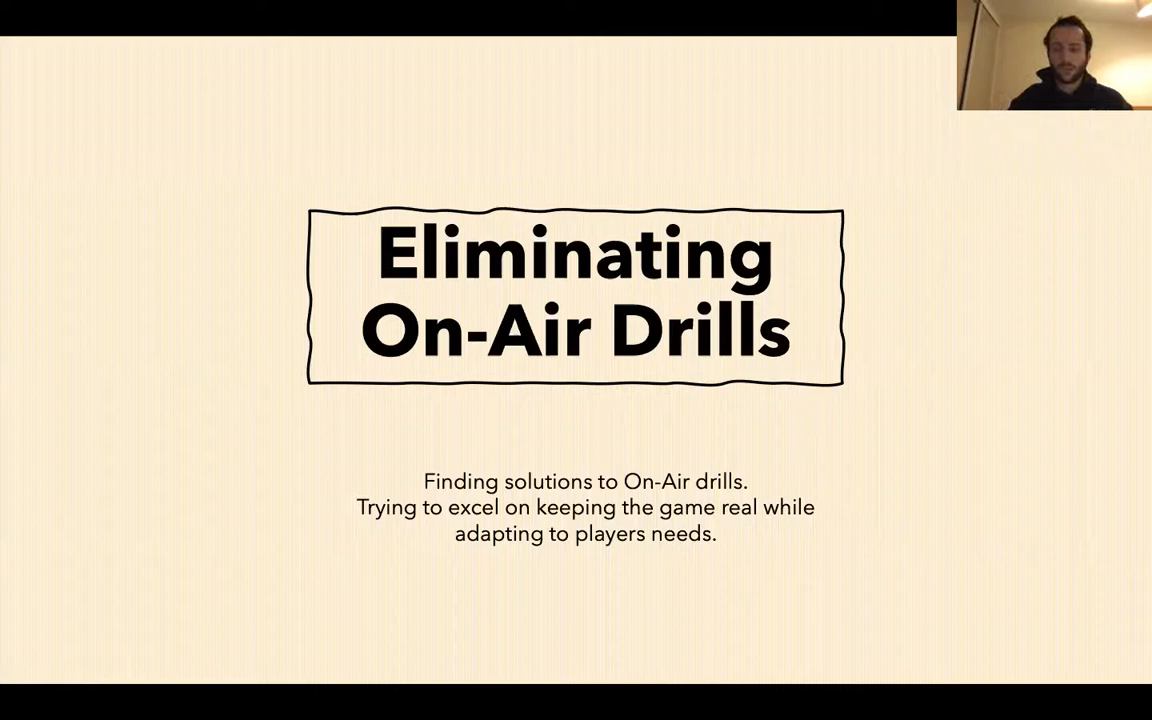 Eliminating
On-Air Drills
Finding solutions to On-Air drills.
Trying to excel on keeping the game real while
adapting to players needs.